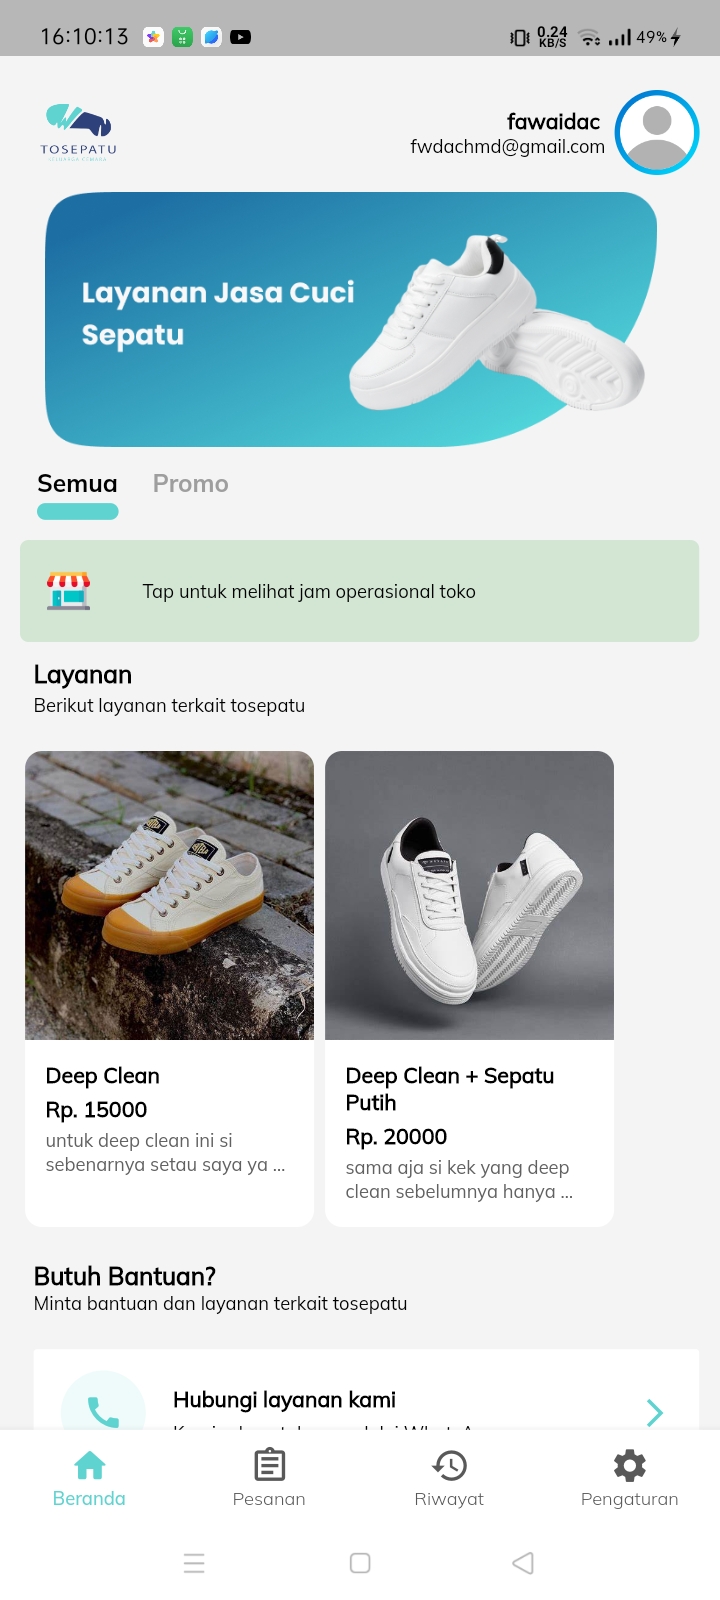 16:10:13
0.24
KB/S
49%
TOSEPATU
fawaidac
fwdachmd@gmail.com
Layanan Jasa Cuci
Sepatu
Semua
Promo
Tap untuk melihat jam operasional toko
Layanan
Berikut layanan terkait tosepatu
Deep Clean
Rp. 15000
untuk deep clean ini si
sebenarnya setau saya ya ...
Deep Clean + Sepatu
Putih
Rp. 20000
sama aja si kek yang deep
clean sebelumnya hanya ...
Butuh Bantuan?
Minta bantuan dan layanan terkait tosepatu
Hubungi layanan kami
Beranda
Pesanan
Riwayat
Pengaturan